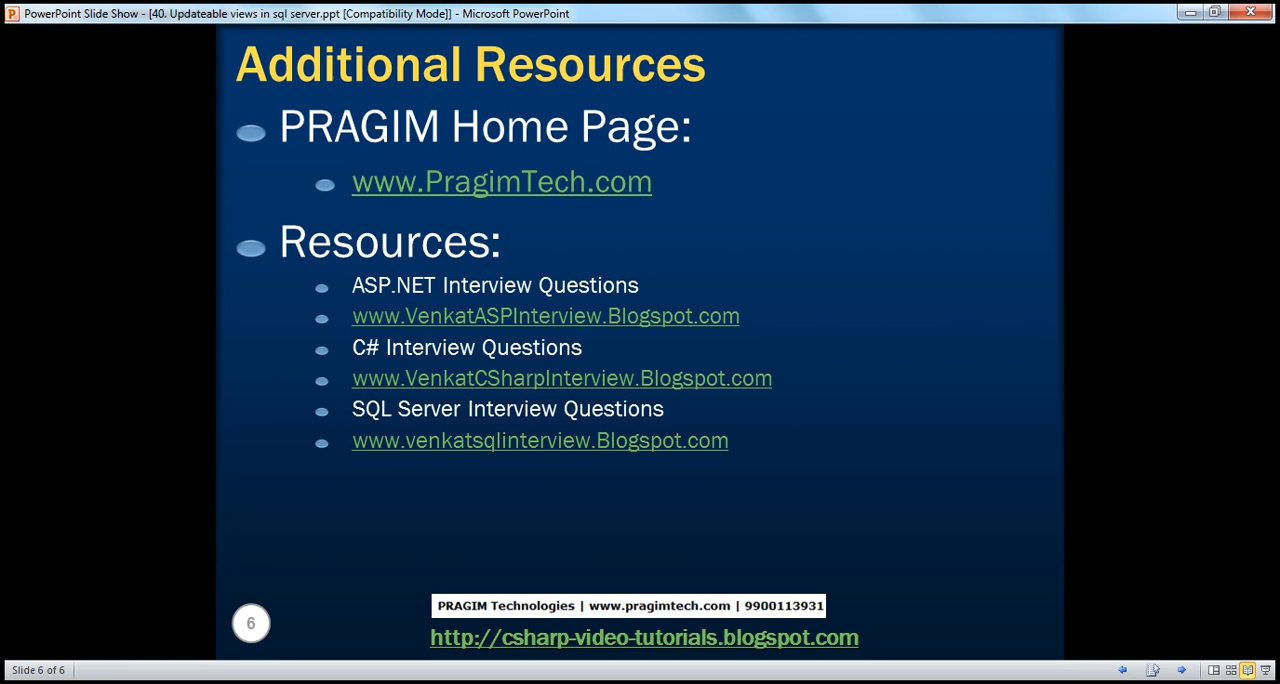 PowerPoint Slide Show - [40. Updateable views in sql server.ppt [Compatibility Mode]] - Microsoft PowerPoint
Additional Resources
PRAGIM Home Page:
www.PragimTech.com
Resources:
ASP.NET Interview Questions
www.VenkatASPInterview.Blogspot.com
C# Interview Questions
www.VenkatCSharpInterview.Blogspot.com
SQL Server Interview Questions
www.venkatsqlinterview.Blogspot.com
PRAGIM Technologies | www.pragimtech.com | 9900113931
6
http://csharp-video-tutorials.blogspot.com
Slide 6 of 6